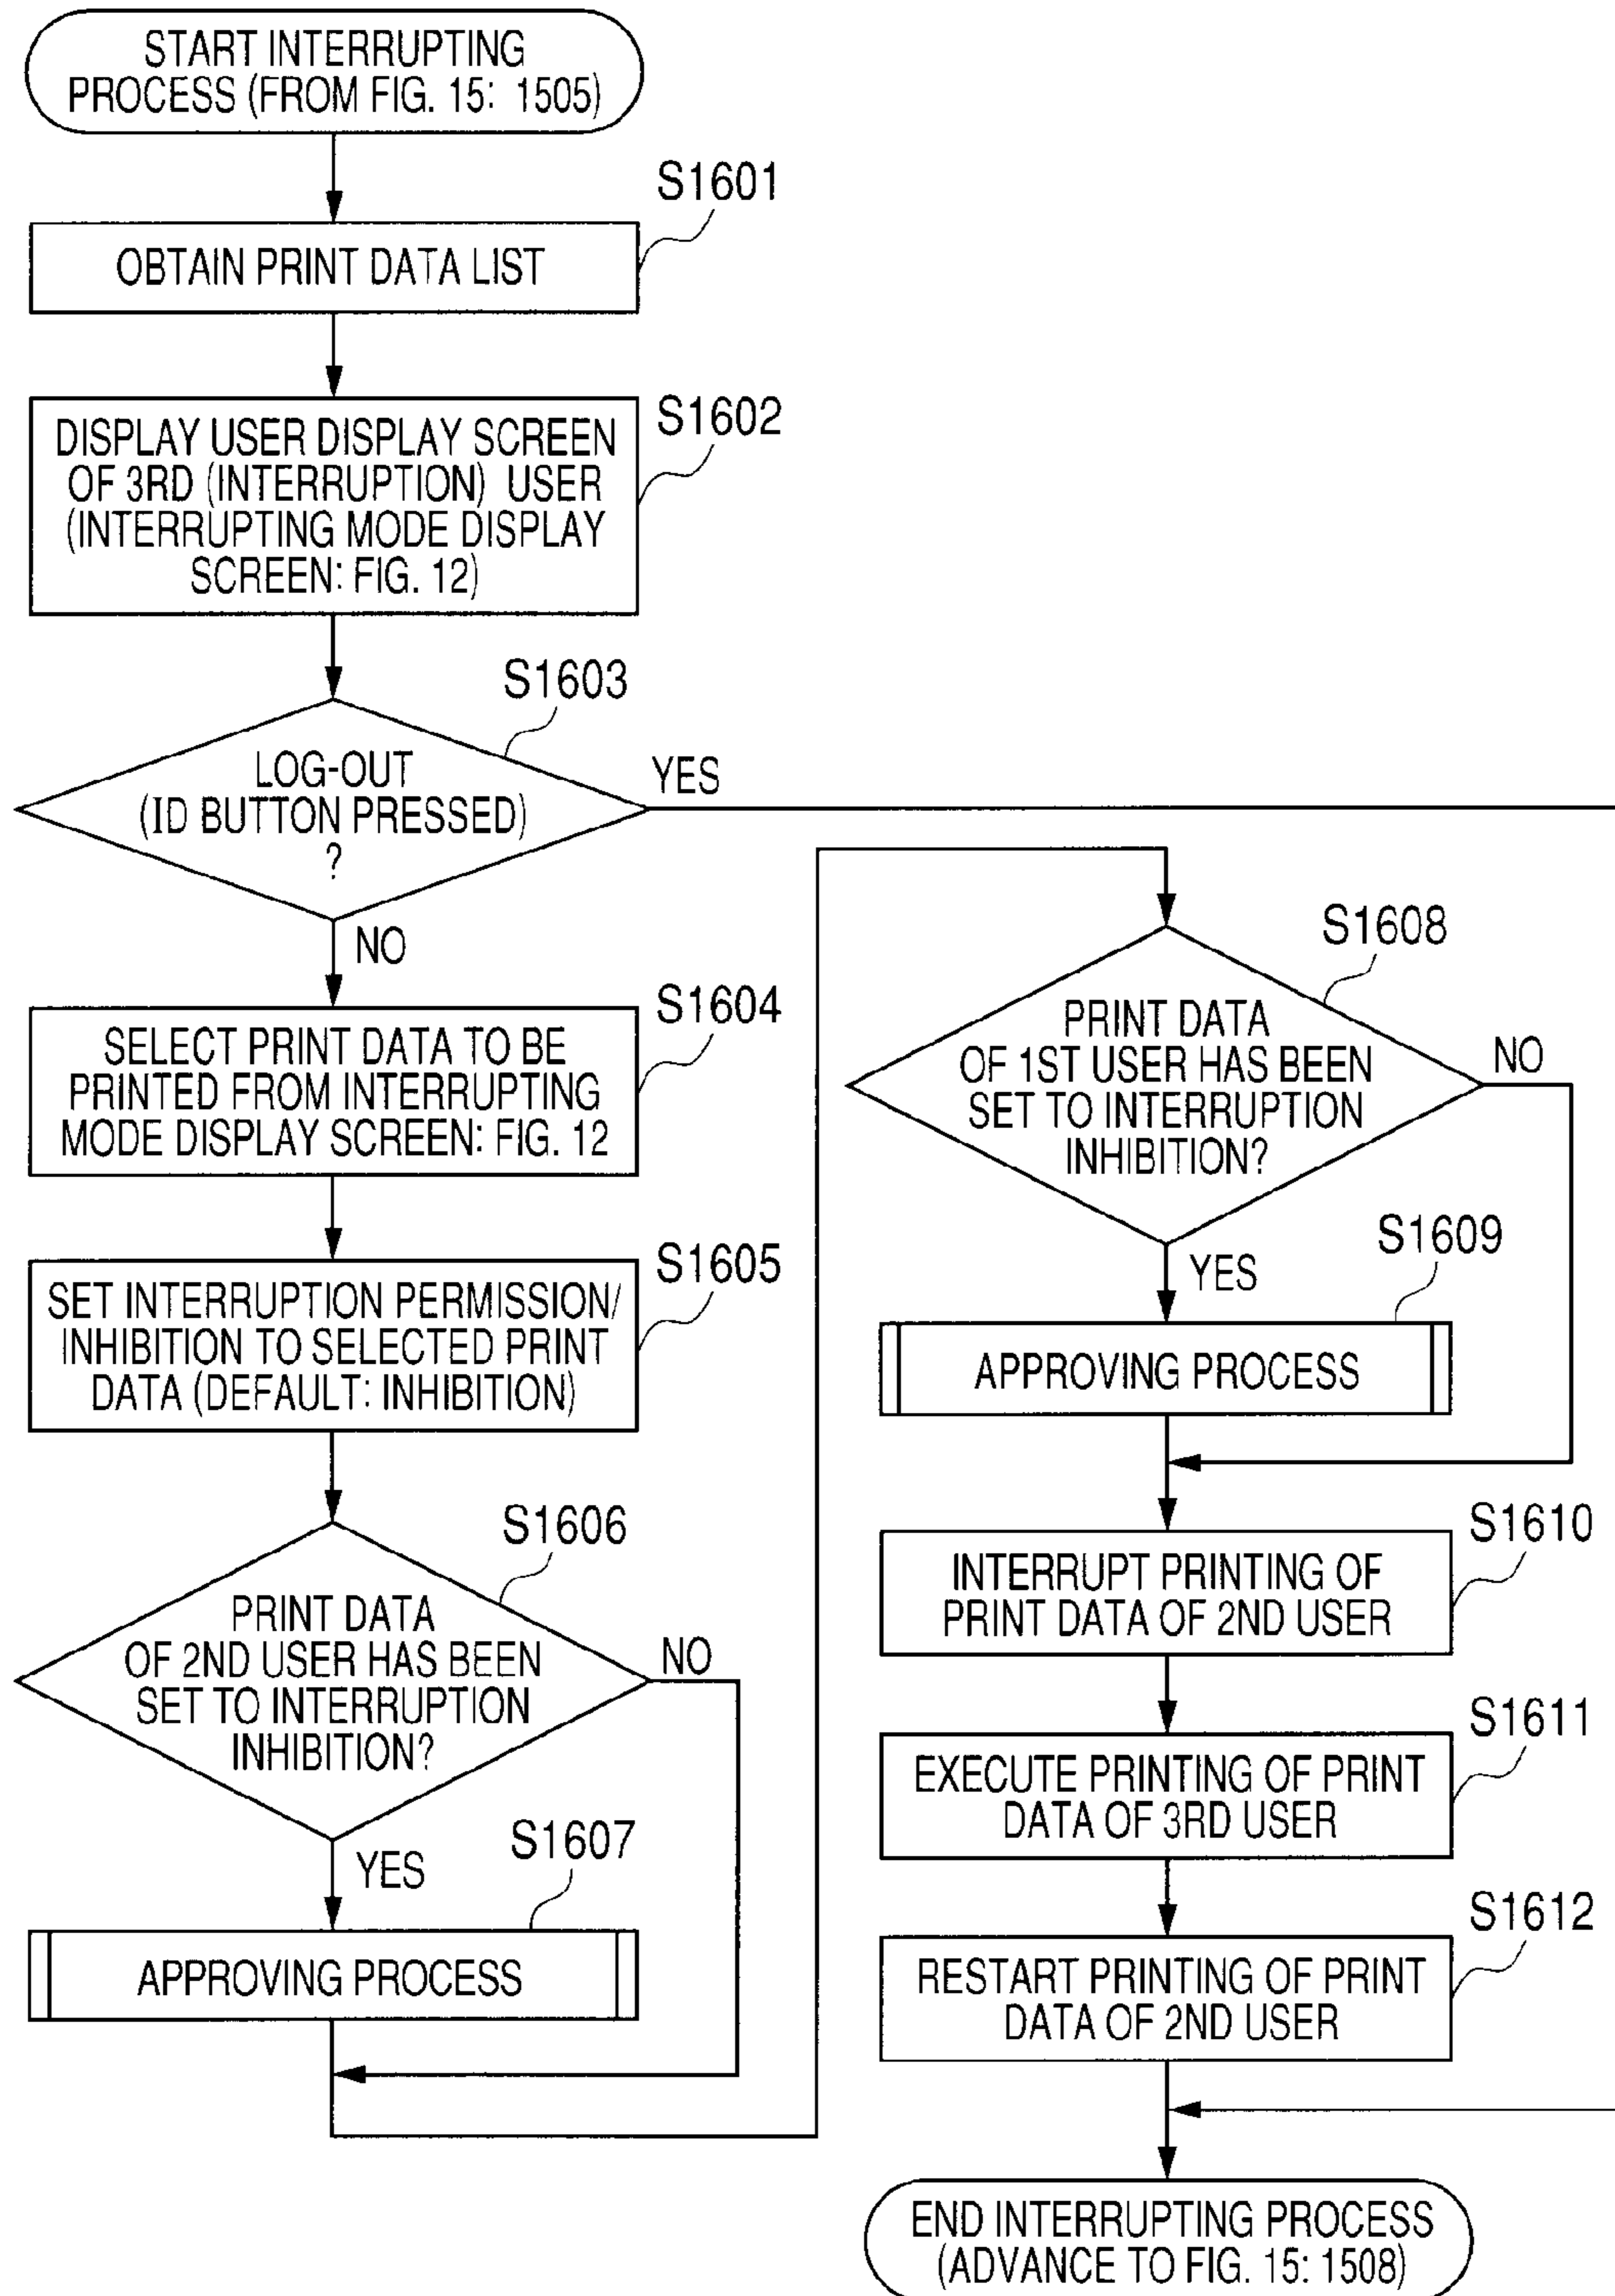 START INTERRUPTING
PROCESS (FROM FIG. 15: 1505)
S1601
OBTAIN PRINT DATA LIST
S1602
DISPLAY USER DISPLAY SCREEN
OF 3RD (INTERRUPTION) USER
(INTERRUPTING MODE DISPLAY
SCREEN: FIG. 12)
S1603
LOG-OUT
(ID BUTTON PRESSED)
?
YES
NO
S1604
SELECT PRINT DATA TO BE
PRINTED FROM INTERRUPTING
MODE DISPLAY SCREEN: FIG. 12
S1605
SET INTERRUPTION PERMISSION/
INHIBITION TO SELECTED PRINT
DATA (DEFAULT: INHIBITION)
S1606
PRINT DATA
OF 2ND USER HAS BEEN
SET TO INTERRUPTION
INHIBITION?
NO
YES
S1607
APPROVING PROCESS
S1608
PRINT DATA
OF 1ST USER HAS BEEN
SET TO INTERRUPTION
INHIBITION?
NO
YES
S1609
APPROVING PROCESS
S1610
INTERRUPT PRINTING OF
PRINT DATA OF 2ND USER
S1611
EXECUTE PRINTING OF PRINT
DATA OF 3RD USER
S1612
RESTART PRINTING OF PRINT
DATA OF 2ND USER
END INTERRUPTING PROCESS
(ADVANCE TO FIG. 15: 1508)